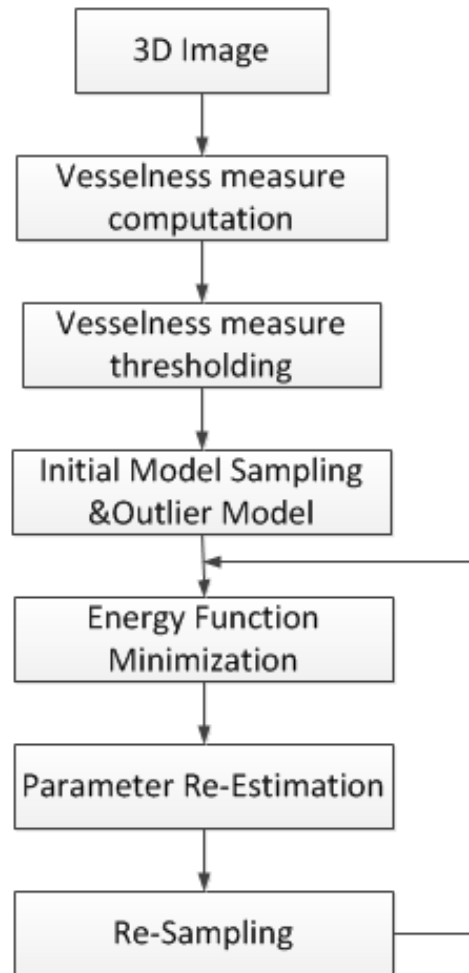 3D Image
Vesselness measure
computation
Vesselness measure
thresholding
Initial Model Sampling
&Outlier Model
Energy Function
Minimization
Parameter Re-Estimation
Re-Sampling